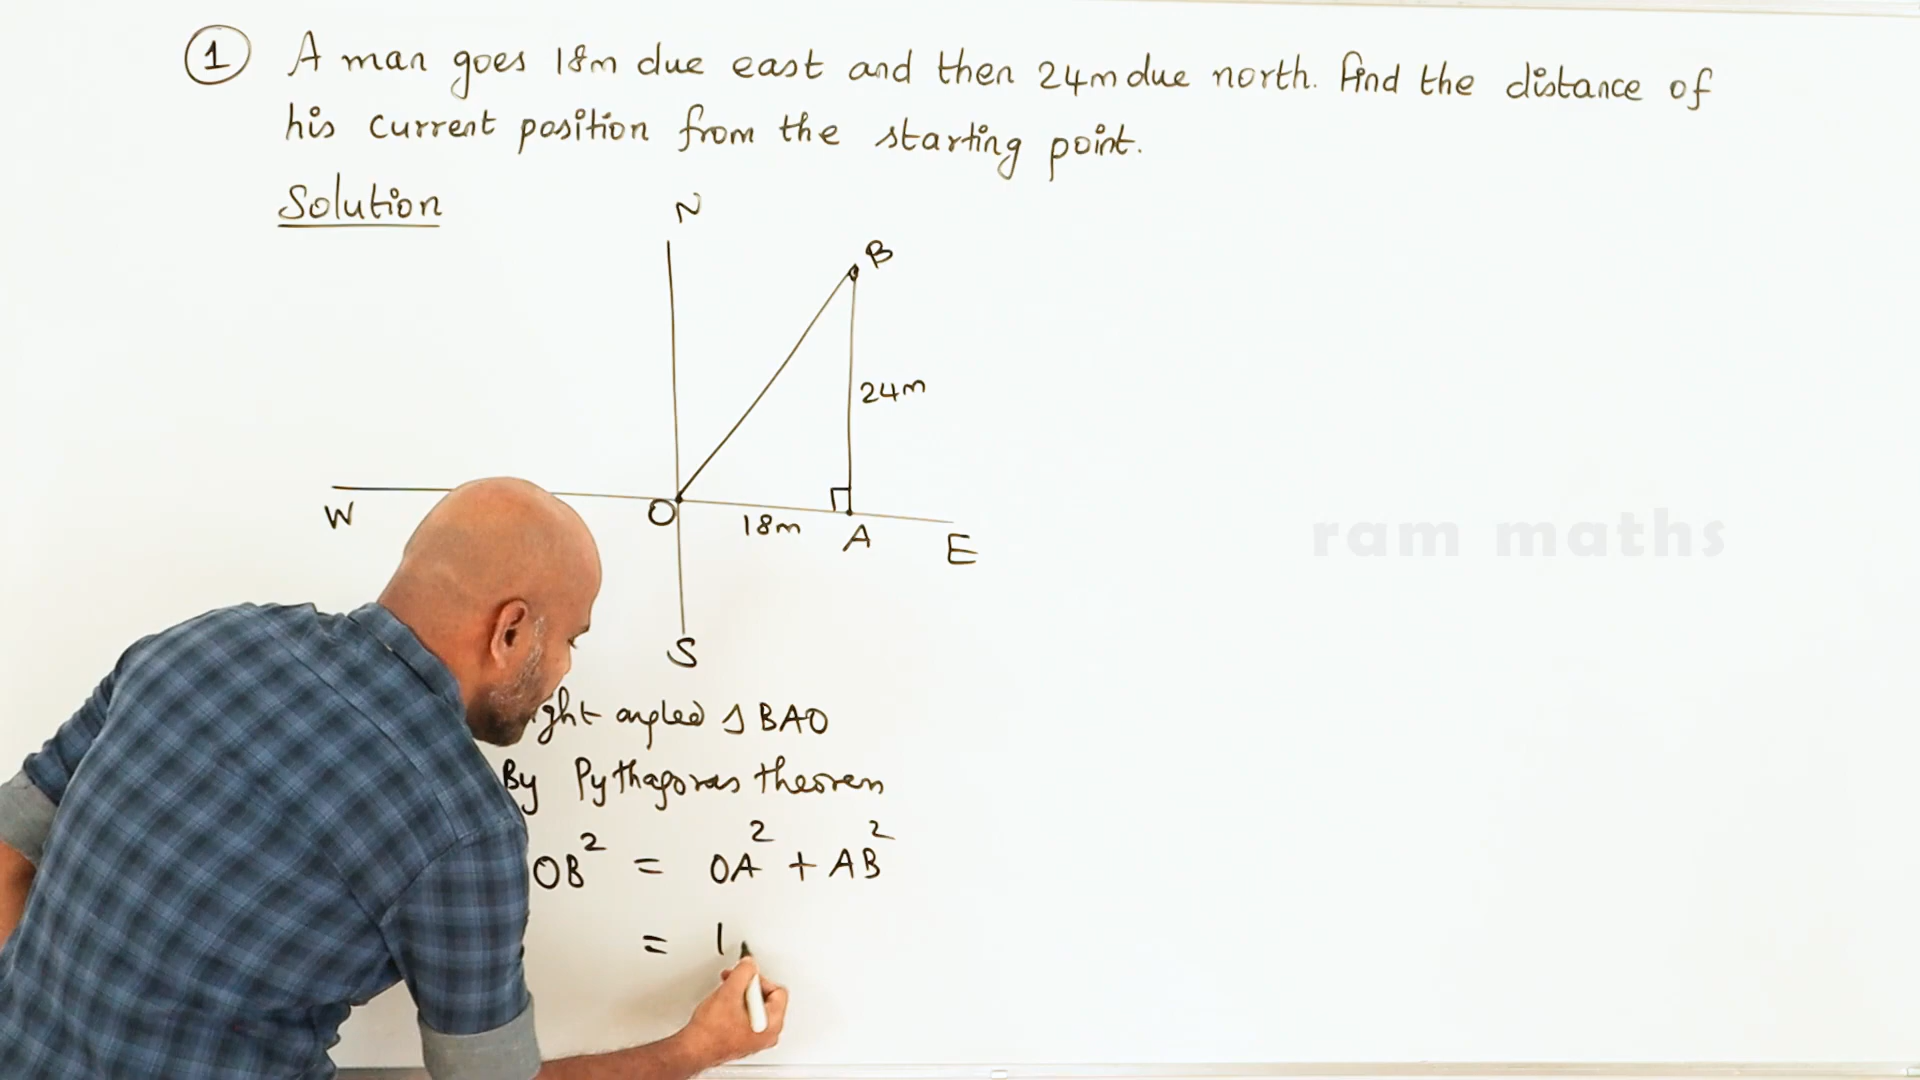 1 A man goes 18m due east and then 24m due north. Find the distance of
his current position from the starting point.
Solution
N
B
24m
W
O
18m
A
E
ram maths
S
angled △ BAO
By Pythagoras theorem
OB² = OA² + AB²
= 1